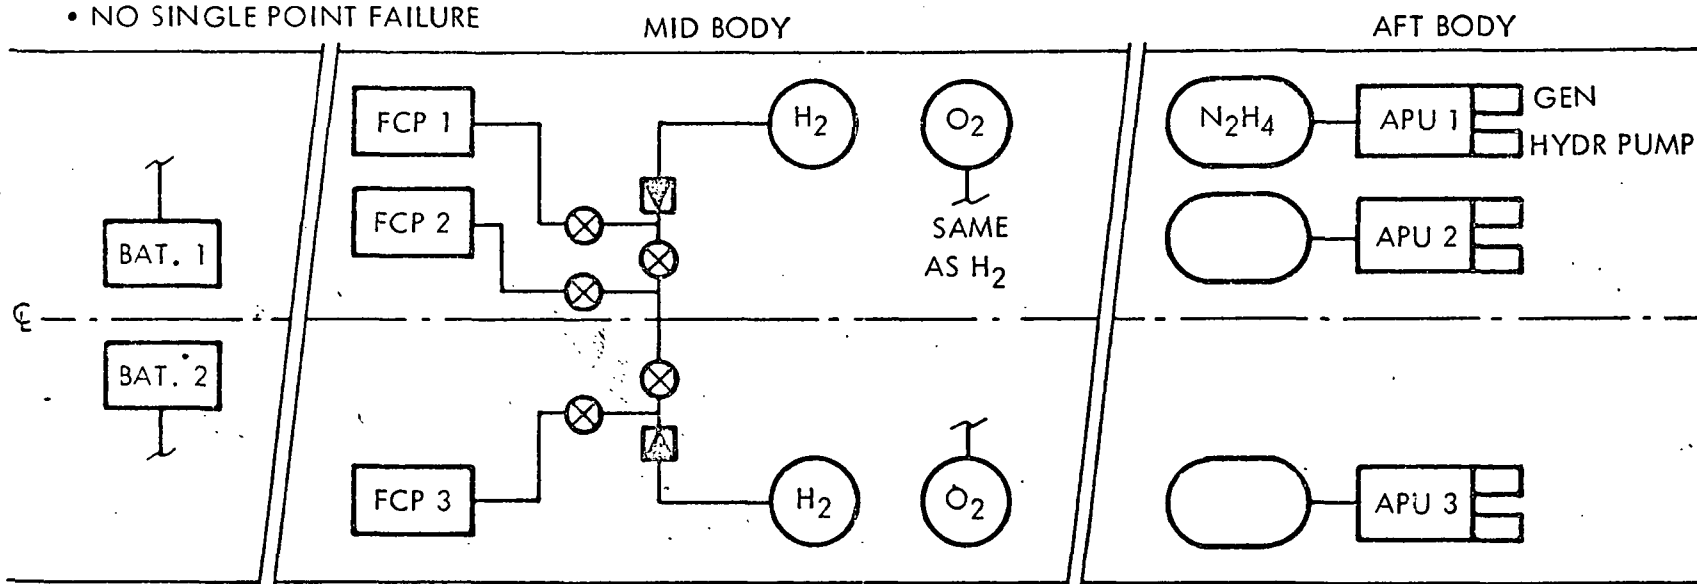 • NO SINGLE POINT FAILURE
MID BODY
AFT BODY
FCP 1
H2
O2
N2H4
APU 1
GEN
HYDR PUMP
FCP 2
SAME
AS H2
APU 2
BAT. 1
℄
BAT. 2
FCP 3
H2
O2
APU 3